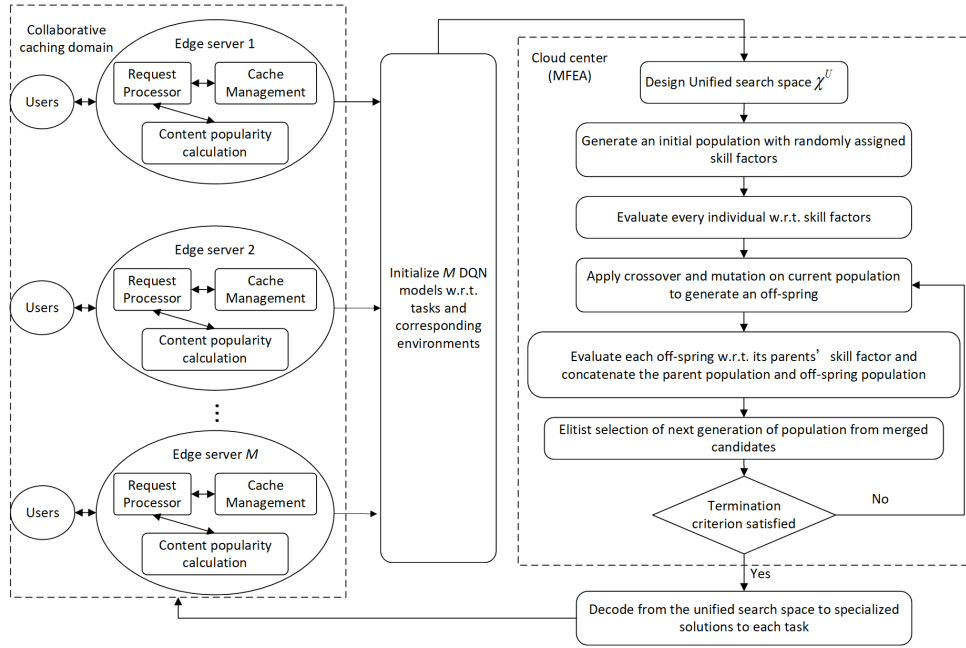 Collaborative
caching domain
Users
Edge server 1
Request
Processor
Cache
Management
Content popularity
calculation
Users
Edge server 2
Request
Processor
Cache
Management
Content popularity
calculation
Users
Edge server M
Request
Processor
Cache
Management
Content popularity
calculation
Initialize M DQN
models w.r.t.
tasks and
corresponding
environments
Cloud center
(MFEA)
Design Unified search space χ^U
Generate an initial population with randomly assigned
skill factors
Evaluate every individual w.r.t. skill factors
Apply crossover and mutation on current population
to generate an off-spring
Evaluate each off-spring w.r.t. its parents’ skill factor and
concatenate the parent population and off-spring population
Elitist selection of next generation of population from merged
candidates
Termination
criterion satisfied
No
Yes
Decode from the unified search space to specialized
solutions to each task